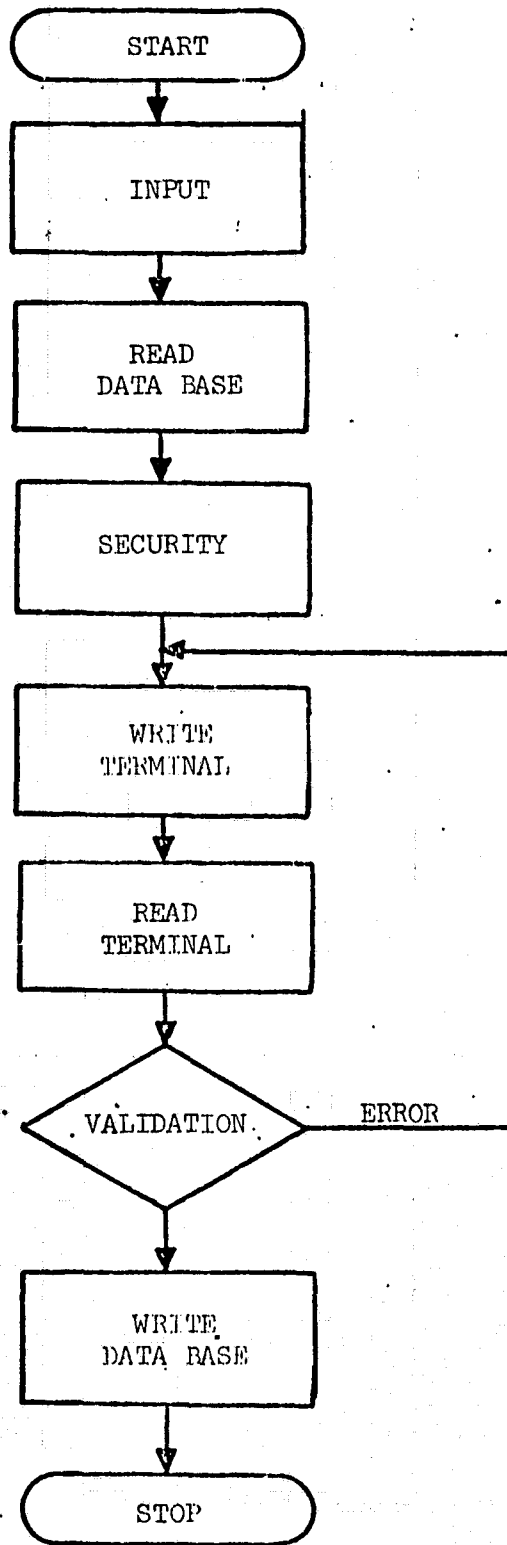 START
INPUT
READ
DATA BASE
SECURITY
WRITE
TERMINAL
READ
TERMINAL
VALIDATION
ERROR
WRITE
DATA BASE
STOP